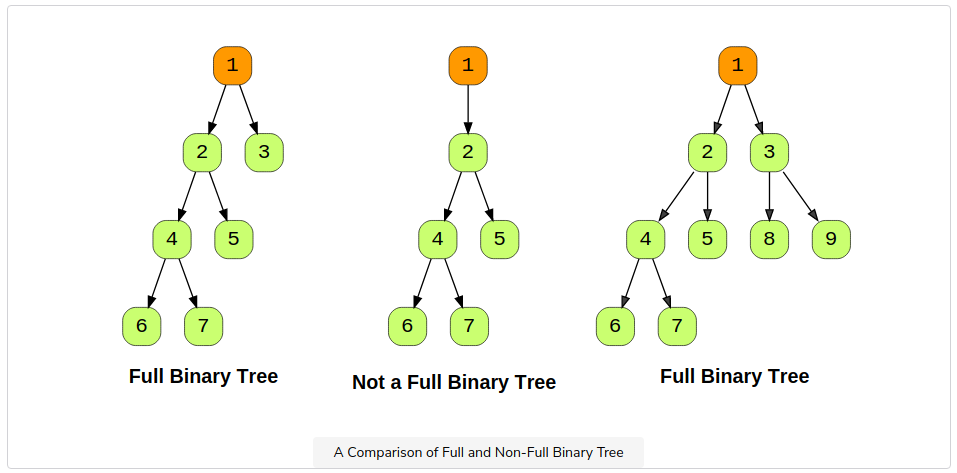 1 1 1
2 3 2 2 3
4 5 4 5 4 5 8 9
6 7 6 7 6 7
Full Binary Tree Not a Full Binary Tree Full Binary Tree
A Comparison of Full and Non-Full Binary Tree